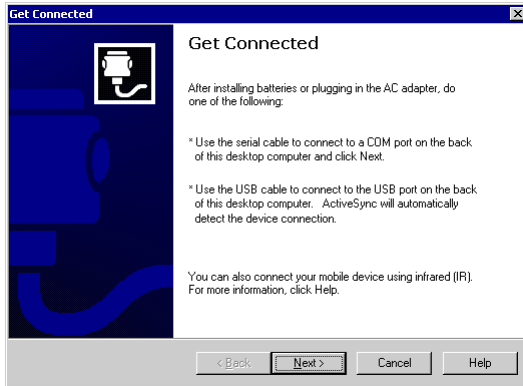 Get Connected
Get Connected
After installing batteries or plugging in the AC adapter, do
one of the following:
* Use the serial cable to connect to a COM port on the back
of this desktop computer and click Next.
* Use the USB cable to connect to the USB port on the back
of this desktop computer.   ActiveSync will automatically
detect the device connection.
You can also connect your mobile device using infrared (IR).
For more information, click Help.
< Back
Next >
Cancel
Help